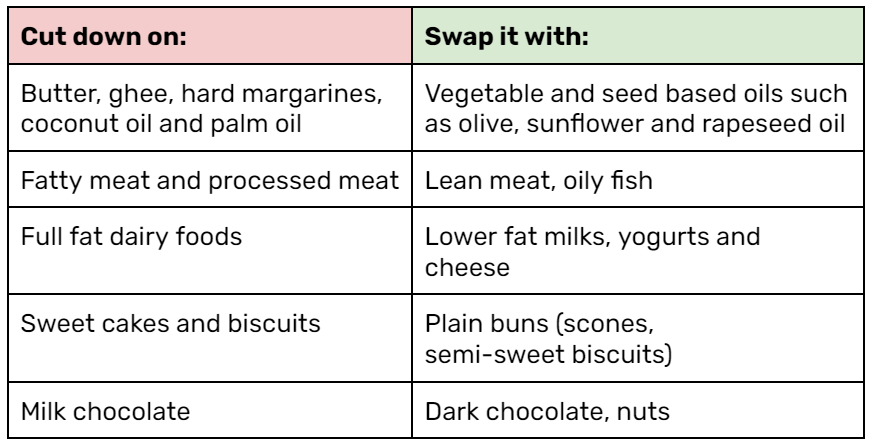 Cut down on:
Swap it with:
Butter, ghee, hard margarines,
coconut oil and palm oil
Vegetable and seed based oils such
as olive, sunflower and rapeseed oil
Fatty meat and processed meat
Lean meat, oily fish
Full fat dairy foods
Lower fat milks, yogurts and
cheese
Sweet cakes and biscuits
Plain buns (scones,
semi-sweet biscuits)
Milk chocolate
Dark chocolate, nuts